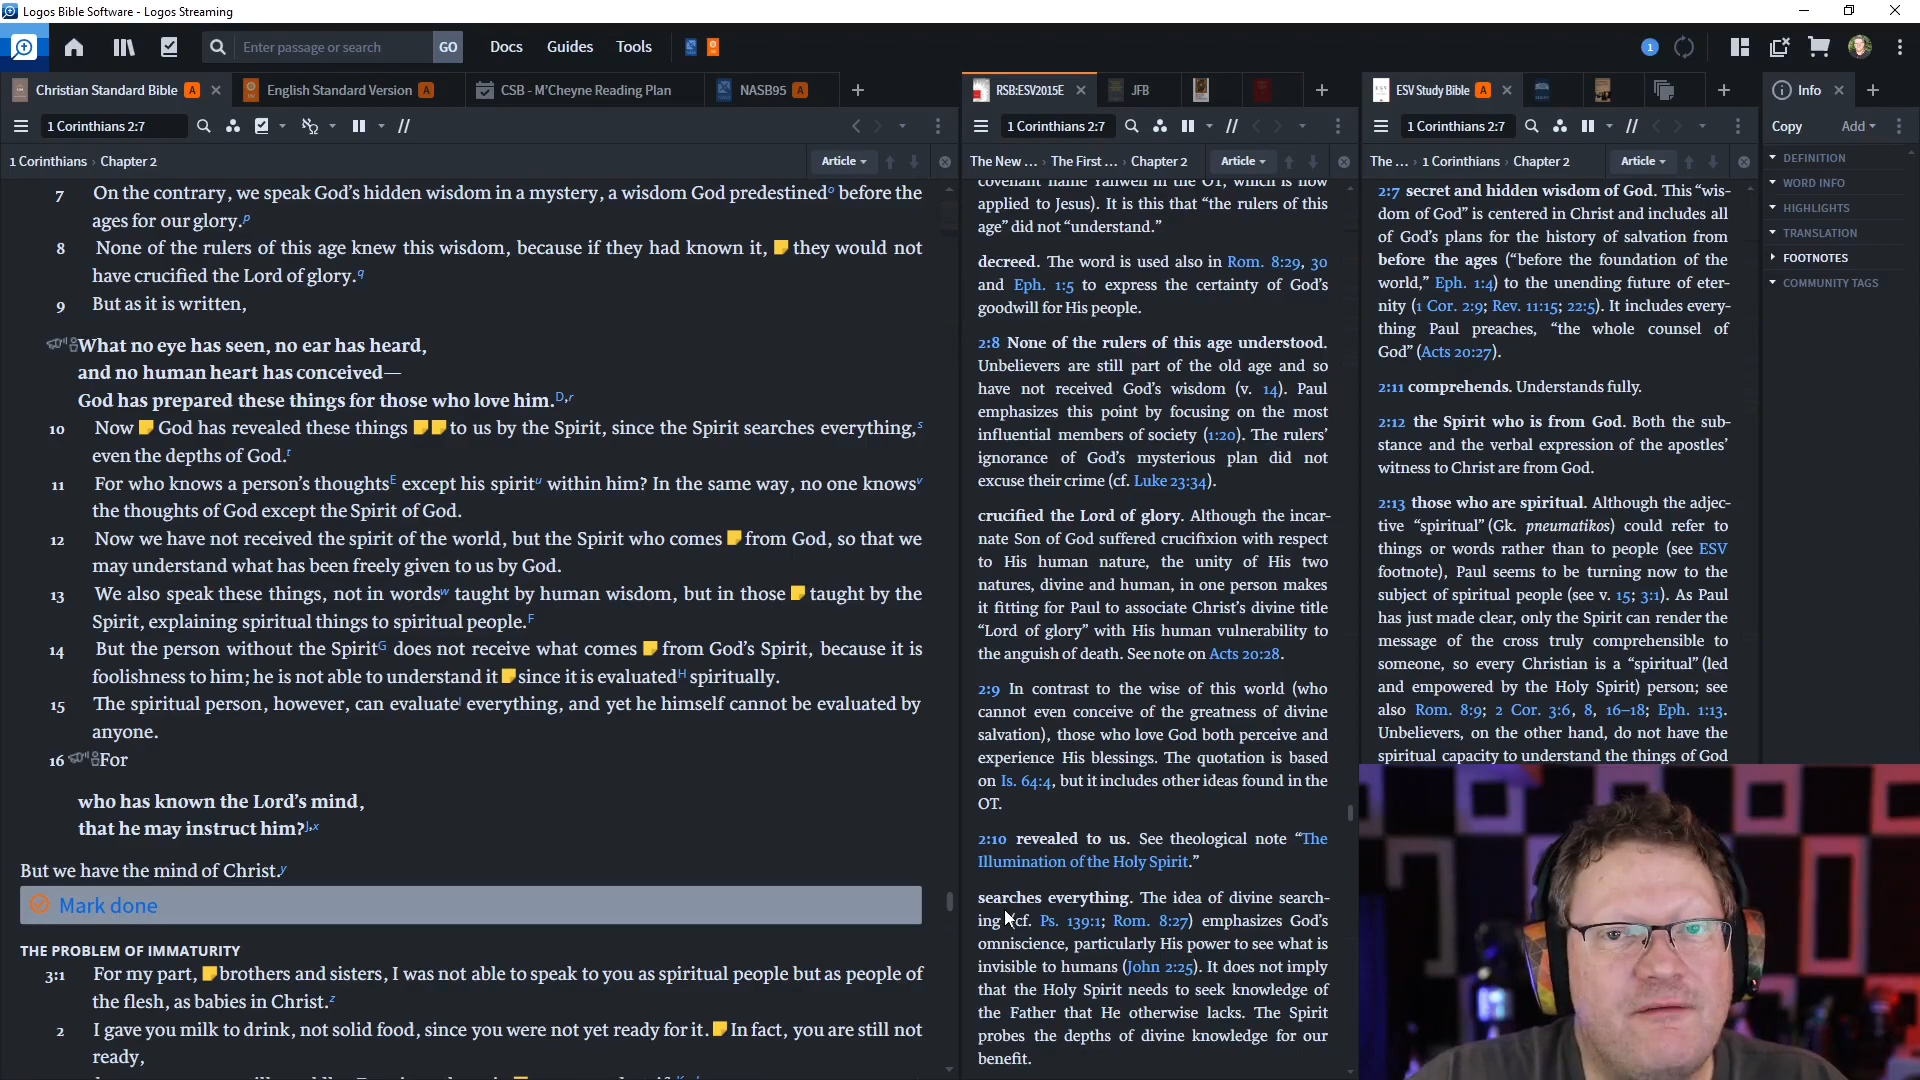 Logos Bible Software - Logos Streaming
Enter passage or search
GO
Docs
Guides
Tools
1
Christian Standard Bible A
English Standard Version A
CSB - M'Cheyne Reading Plan
NASB95 A
RSB:ESV2015E
JFB
ESV Study Bible A
Info
1 Corinthians 2:7
1 Corinthians 2:7
1 Corinthians 2:7
Copy
Add
1 Corinthians › Chapter 2
Article
The New ... › The First ... › Chapter 2
Article
The ... › 1 Corinthians › Chapter 2
Article
7 On the contrary, we speak God's hidden wisdom in a mystery, a wisdom God predestined° before the
ages for our glory.p
8 None of the rulers of this age knew this wisdom, because if they had known it, they would not
have crucified the Lord of glory.q
9 But as it is written,
What no eye has seen, no ear has heard,
and no human heart has conceived—
God has prepared these things for those who love him.D,r
10 Now God has revealed these things to us by the Spirit, since the Spirit searches everything,s
even the depths of God.t
11 For who knows a person's thoughtsE except his spiritu within him? In the same way, no one knowsv
the thoughts of God except the Spirit of God.
12 Now we have not received the spirit of the world, but the Spirit who comes from God, so that we
may understand what has been freely given to us by God.
13 We also speak these things, not in wordsw taught by human wisdom, but in those taught by the
Spirit, explaining spiritual things to spiritual people.F
14 But the person without the SpiritG does not receive what comes from God's Spirit, because it is
foolishness to him; he is not able to understand it since it is evaluatedH spiritually.
15 The spiritual person, however, can evaluateI everything, and yet he himself cannot be evaluated by
anyone.
16 For
who has known the Lord's mind,
that he may instruct him?J,x
But we have the mind of Christ.y
Mark done
THE PROBLEM OF IMMATURITY
3:1 For my part, brothers and sisters, I was not able to speak to you as spiritual people but as people of
the flesh, as babies in Christ.z
2 I gave you milk to drink, not solid food, since you were not yet ready for it. In fact, you are still not
ready,
covenant name Yahweh in the OT, which is now
applied to Jesus). It is this that "the rulers of this
age" did not "understand."
decreed. The word is used also in Rom. 8:29, 30
and Eph. 1:5 to express the certainty of God's
goodwill for His people.
2:8 None of the rulers of this age understood.
Unbelievers are still part of the old age and so
have not received God's wisdom (v. 14). Paul
emphasizes this point by focusing on the most
influential members of society (1:20). The rulers'
ignorance of God's mysterious plan did not
excuse their crime (cf. Luke 23:34).
crucified the Lord of glory. Although the incar-
nate Son of God suffered crucifixion with respect
to His human nature, the unity of His two
natures, divine and human, in one person makes
it fitting for Paul to associate Christ's divine title
"Lord of glory" with His human vulnerability to
the anguish of death. See note on Acts 20:28.
2:9 In contrast to the wise of this world (who
cannot even conceive of the greatness of divine
salvation), those who love God both perceive and
experience His blessings. The quotation is based
on Is. 64:4, but it includes other ideas found in the
OT.
2:10 revealed to us. See theological note "The
Illumination of the Holy Spirit."
searches everything. The idea of divine search-
ing (cf. Ps. 139:1; Rom. 8:27) emphasizes God's
omniscience, particularly His power to see what is
invisible to humans (John 2:25). It does not imply
that the Holy Spirit needs to seek knowledge of
the Father that He otherwise lacks. The Spirit
probes the depths of divine knowledge for our
benefit.
2:7 secret and hidden wisdom of God. This "wis-
dom of God" is centered in Christ and includes all
of God's plans for the history of salvation from
before the ages ("before the foundation of the
world," Eph. 1:4) to the unending future of eter-
nity (1 Cor. 2:9; Rev. 11:15; 22:5). It includes every-
thing Paul preaches, "the whole counsel of
God" (Acts 20:27).
2:11 comprehends. Understands fully.
2:12 the Spirit who is from God. Both the sub-
stance and the verbal expression of the apostles'
witness to Christ are from God.
2:13 those who are spiritual. Although the adjec-
tive "spiritual" (Gk. pneumatikos) could refer to
things or words rather than to people (see ESV
footnote), Paul seems to be turning now to the
subject of spiritual people (see v. 15; 3:1). As Paul
has just made clear, only the Spirit can render the
message of the cross truly comprehensible to
someone, so every Christian is a "spiritual" (led
and empowered by the Holy Spirit) person; see
also Rom. 8:9; 2 Cor. 3:6, 8, 16–18; Eph. 1:13.
Unbelievers, on the other hand, do not have the
spiritual capacity to understand the things of God
DEFINITION
WORD INFO
HIGHLIGHTS
TRANSLATION
FOOTNOTES
COMMUNITY TAGS